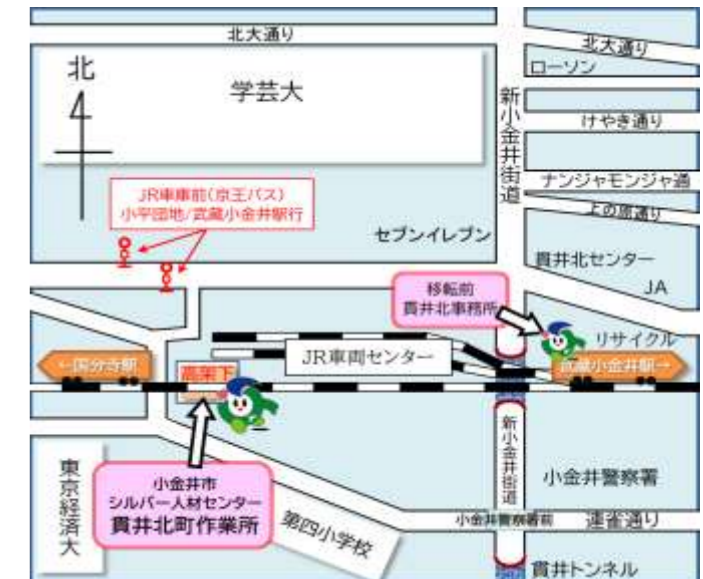 北大通り
北大通り
ローソン
北
学芸大
新小金井街道
けやき通り
ナンジャモンジャ通
上の原通り
JR車庫前(京王バス)
小平団地/武蔵小金井駅行
セブンイレブン
貫井北センター
JA
移転前
貫井北事務所
リサイクル
JR車両センター
←国分寺駅
武蔵小金井駅→
高架下
新小金井街道
東京経済大
小金井市
シルバー人材センター
貫井北町作業所
第四小学校
小金井警察署
小金井警察署前
連雀通り
貫井トンネル